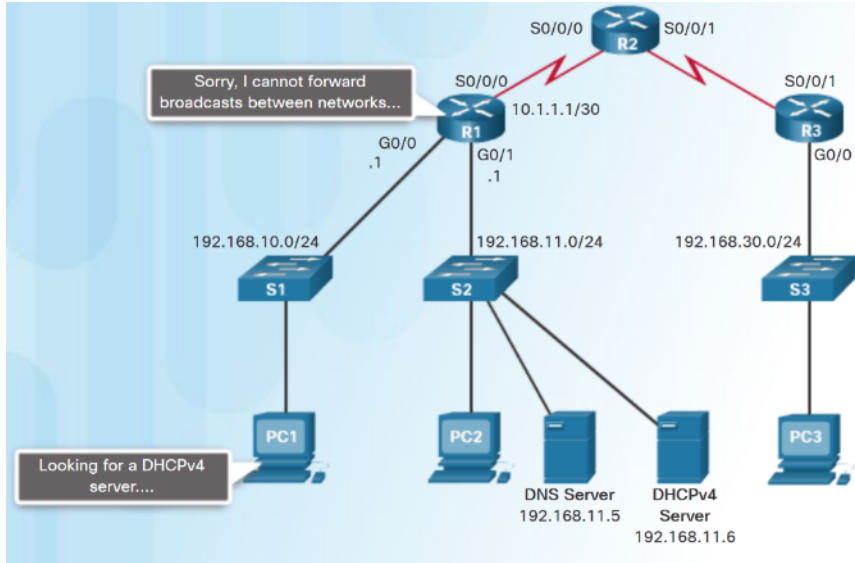 S0/0/0
S0/0/1
R2
Sorry, I cannot forward
broadcasts between networks...
S0/0/0
10.1.1.1/30
R1
S0/0/1
R3
G0/0
.1
G0/1
.1
G0/0
192.168.10.0/24
192.168.11.0/24
192.168.30.0/24
S1
S2
S3
PC1
PC2
PC3
Looking for a DHCPv4
server....
DNS Server
192.168.11.5
DHCPv4
Server
192.168.11.6